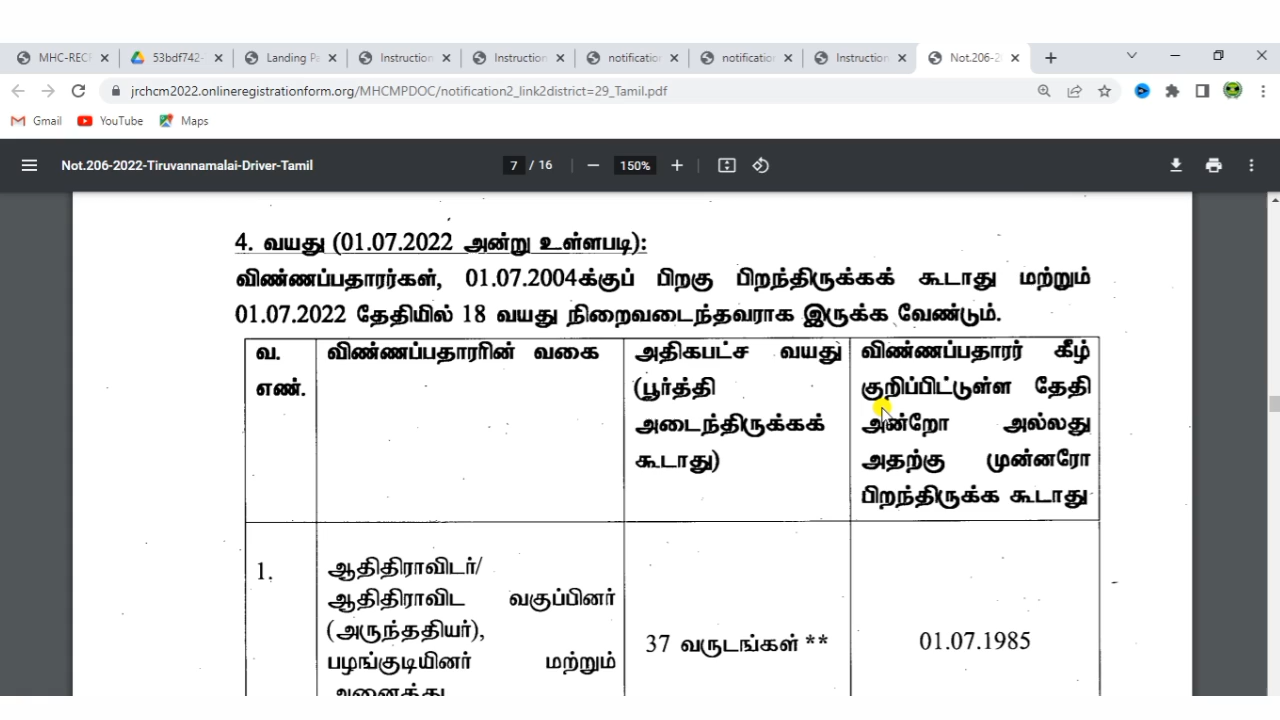 MHC-REC
53bdf742-
Landing Pa
Instruction
Instruction
notification
notification
Instruction
Not.206-2
jrchcm2022.onlineregistrationform.org/MHCMPDOC/notification2_link2district=29_Tamil.pdf
Gmail
YouTube
Maps
Not.206-2022-Tiruvannamalai-Driver-Tamil
7 / 16
150%
4. வயது (01.07.2022 அன்று உள்ளபடி):
விண்ணப்பதாரர்கள், 01.07.2004க்குப் பிறகு பிறந்திருக்கக் கூடாது மற்றும்
01.07.2022 தேதியில் 18 வயது நிறைவடைந்தவராக இருக்க வேண்டும்.
வ.
எண்.
விண்ணப்பதாரரின் வகை
அதிகபட்ச வயது
(பூர்த்தி
அடைந்திருக்கக்
கூடாது)
விண்ணப்பதாரர் கீழ்
குறிப்பிட்டுள்ள தேதி
அன்றோ அல்லது
அதற்கு முன்னரோ
பிறந்திருக்க கூடாது
1.
ஆதிதிராவிடர்/
ஆதிதிராவிட வகுப்பினர்
(அருந்ததியர்),
பழங்குடியினர் மற்றும்
அனைத்து
37 வருடங்கள் **
01.07.1985